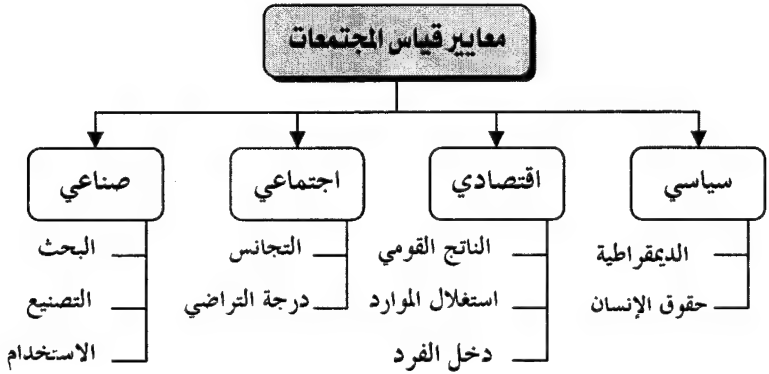 معايير قياس المجتمعات
سياسي
الديمقراطية
حقوق الإنسان
اقتصادي
الناتج القومي
استغلال الموارد
دخل الفرد
اجتماعي
التجانس
درجة التراضي
صناعي
البحث
التصنيع
الاستخدام